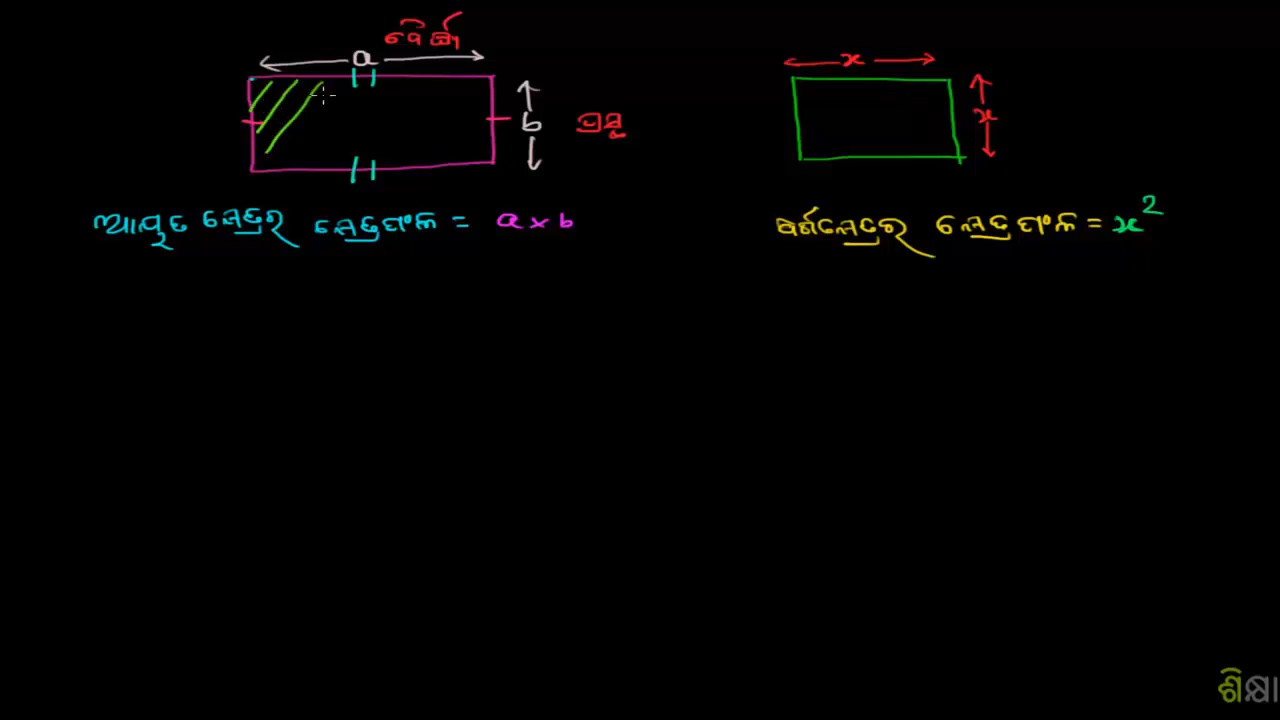 ଦୈର୍ଘ୍ୟ
a
x
b
ପ୍ରସ୍ଥ
x
ଆୟତ କ୍ଷେତ୍ରର କ୍ଷେତ୍ରଫଳ = a × b
ବର୍ଗକ୍ଷେତ୍ରର କ୍ଷେତ୍ରଫଳ = x²
ଶିକ୍ଷା